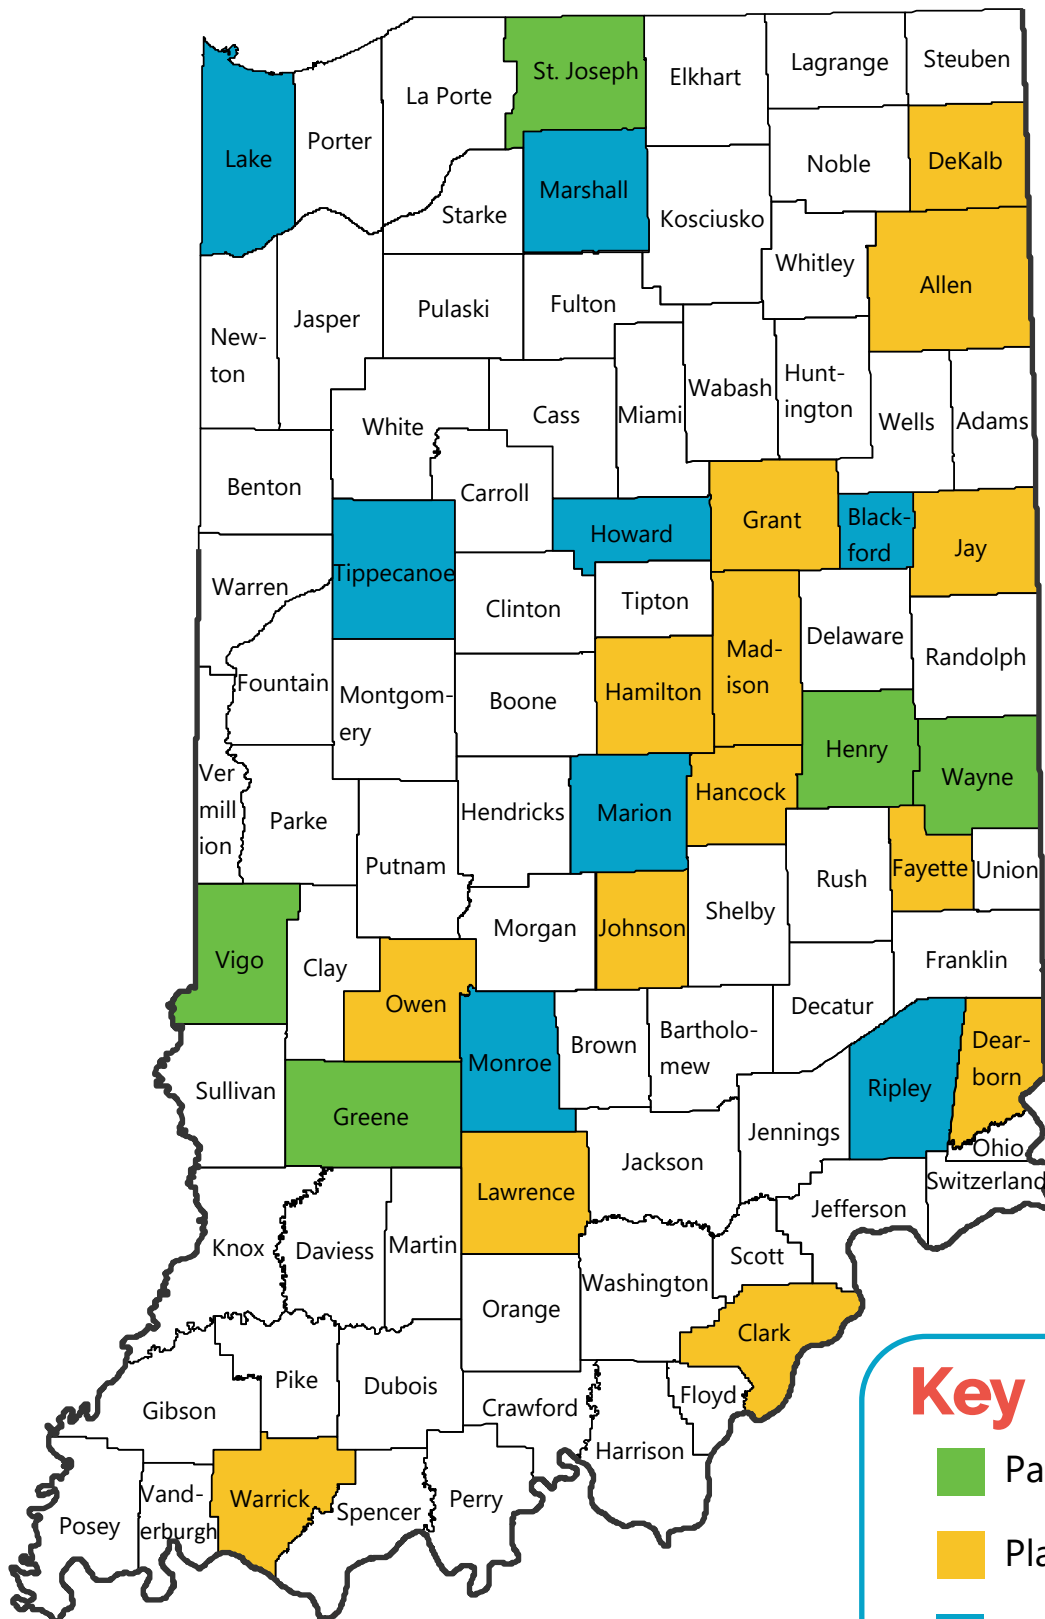 St. Joseph
Elkhart
Lagrange
Steuben
La Porte
Lake
Porter
Marshall
Noble
DeKalb
Starke
Kosciusko
Whitley
Allen
New-
ton
Jasper
Pulaski
Fulton
Wabash
Hunt-
ington
White
Cass
Miami
Wells
Adams
Benton
Carroll
Howard
Grant
Black-
ford
Jay
Warren
Tippecanoe
Clinton
Tipton
Mad-
ison
Delaware
Randolph
Fountain
Montgom-
ery
Boone
Hamilton
Henry
Wayne
Ver
mill
ion
Parke
Hendricks
Marion
Hancock
Putnam
Rush
Fayette
Union
Morgan
Johnson
Shelby
Vigo
Clay
Franklin
Owen
Decatur
Monroe
Brown
Bartholo-
mew
Dear-
born
Sullivan
Ripley
Greene
Jennings
Ohio
Jackson
Lawrence
Switzerland
Jefferson
Knox
Daviess
Martin
Scott
Washington
Orange
Clark
Pike
Dubois
Floyd
Gibson
Crawford
Harrison
Warrick
Vand-
erburgh
Perry
Spencer
Posey
Key
Pa
Pla